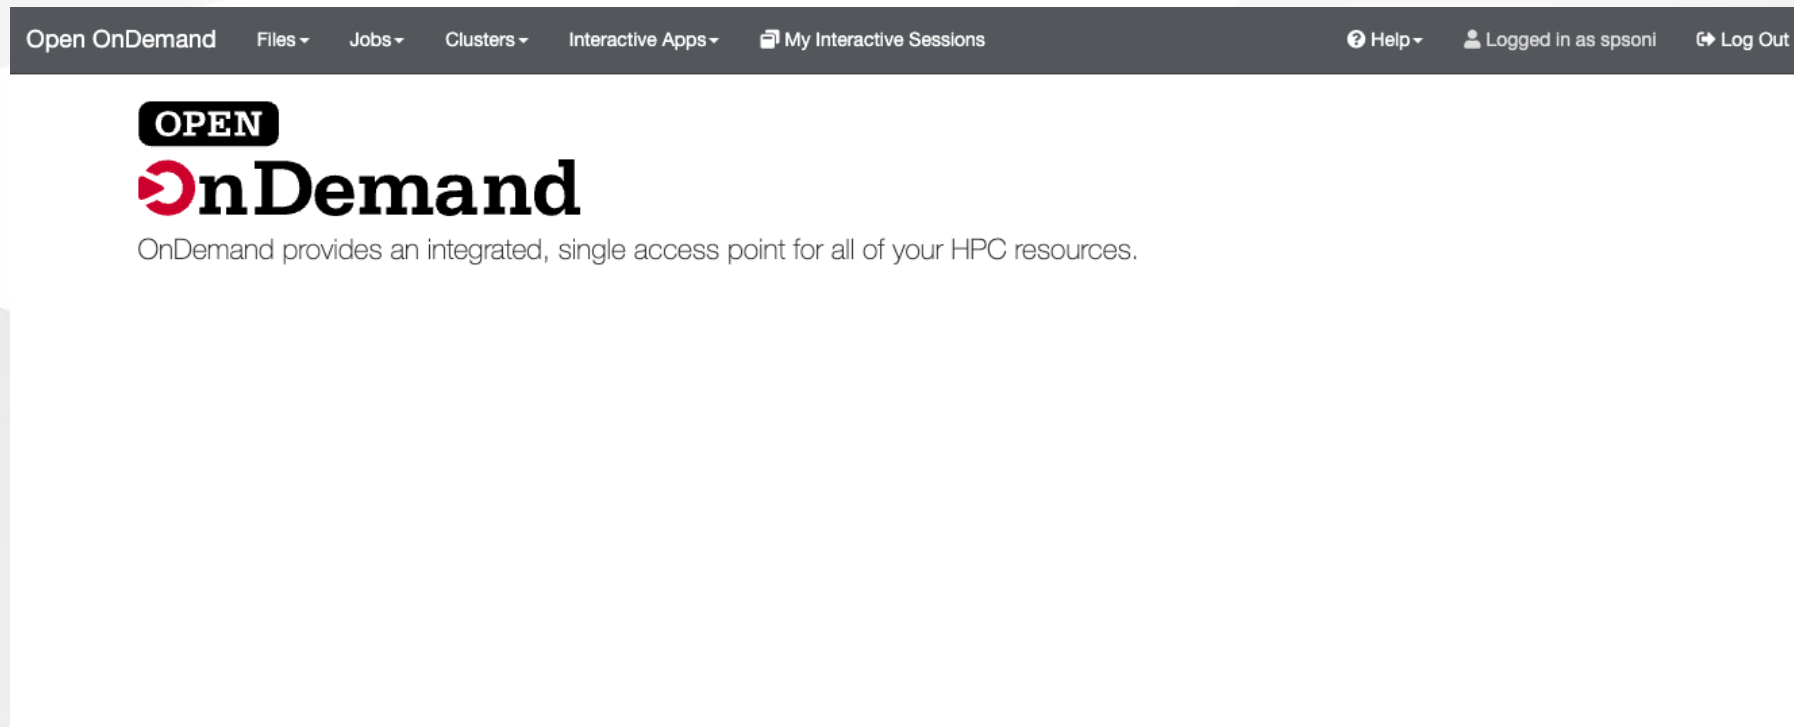 Open OnDemand Files Jobs Clusters Interactive Apps My Interactive Sessions Help Logged in as spsoni Log Out
OPEN
OnDemand
OnDemand provides an integrated, single access point for all of your HPC resources.